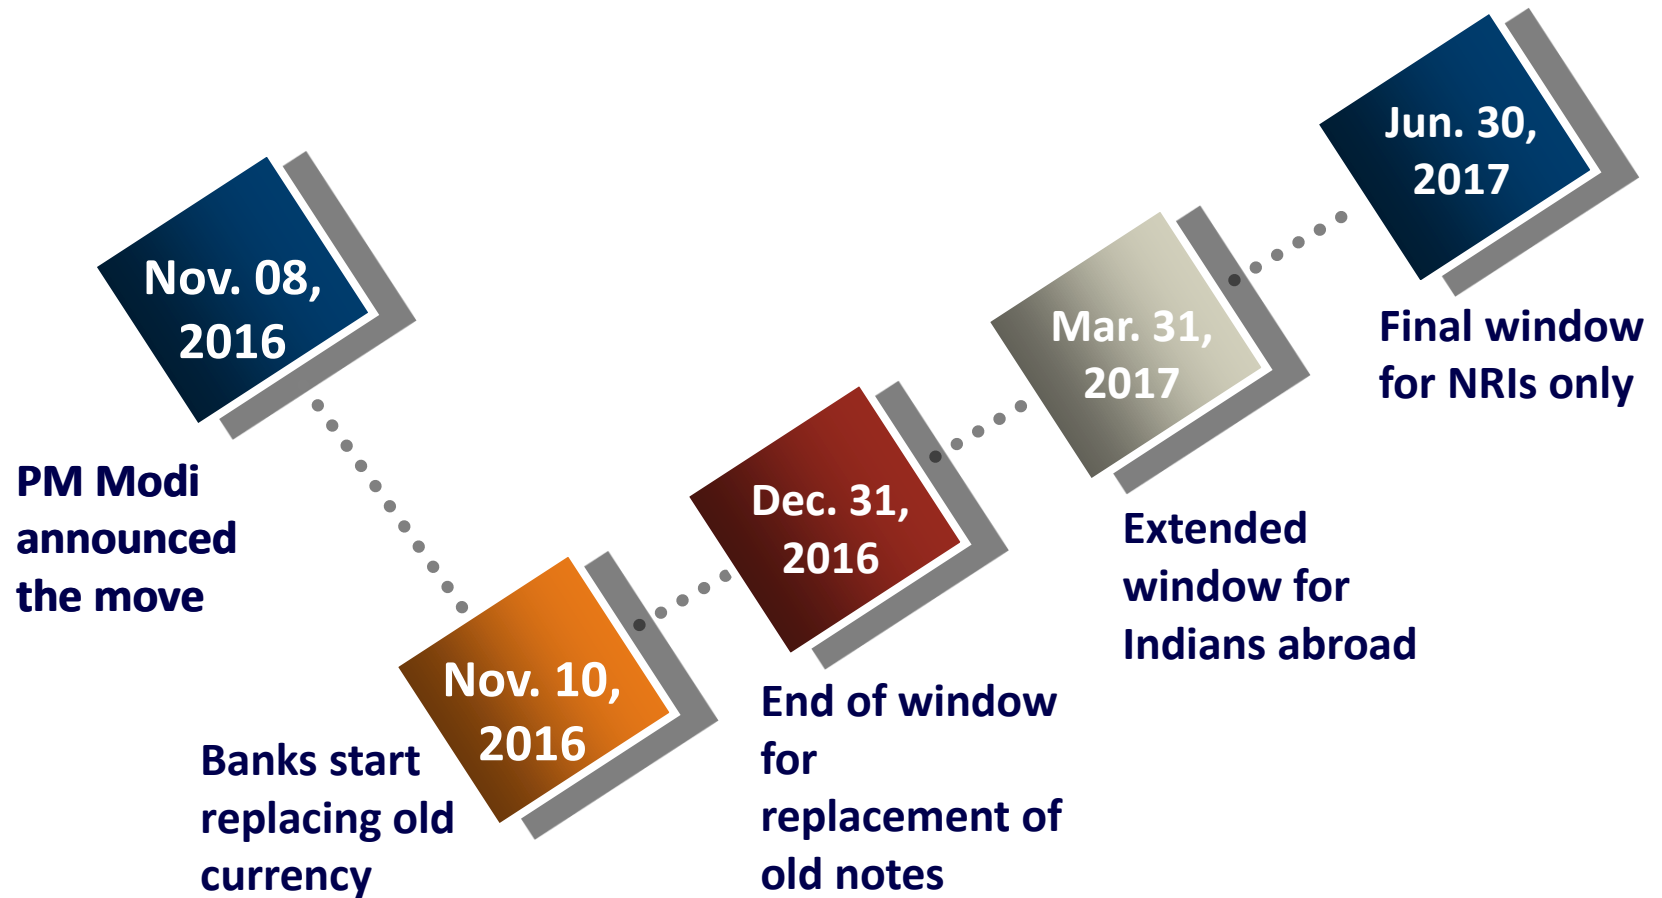 Nov. 08,
2016
PM Modi
announced
the move
Nov. 10,
2016
Banks start
replacing old
currency
Dec. 31,
2016
End of window
for
replacement of
old notes
Mar. 31,
2017
Extended
window for
Indians abroad
Jun. 30,
2017
Final window
for NRIs only